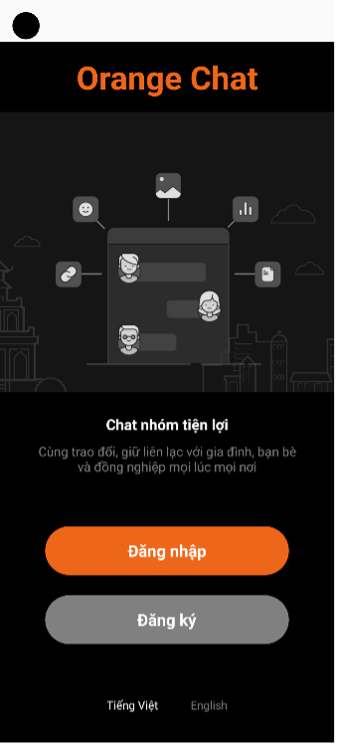 Orange Chat
Chat nhóm tiện lợi
Cùng trao đổi, giữ liên lạc với gia đình, bạn bè
và đồng nghiệp mọi lúc mọi nơi
Đăng nhập
Đăng ký
Tiếng Việt English